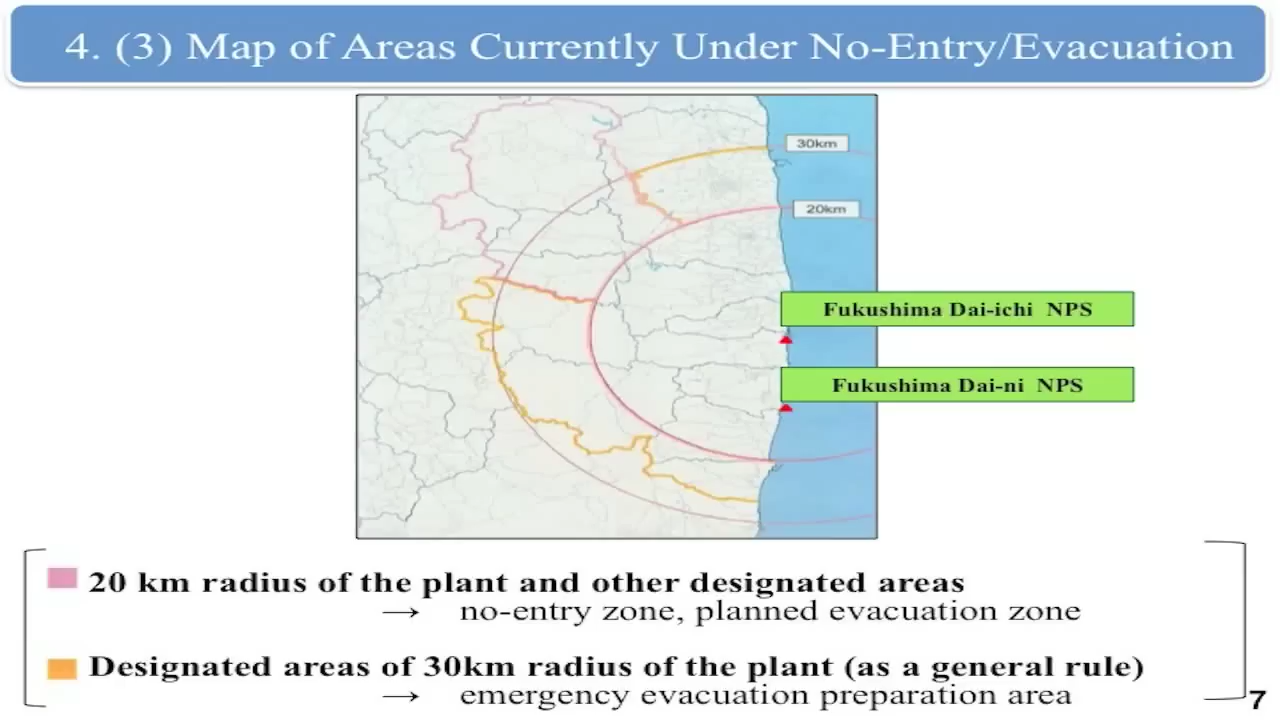 4. (3) Map of Areas Currently Under No-Entry/Evacuation
30km
20km
Fukushima Dai-ichi NPS
Fukushima Dai-ni NPS
20 km radius of the plant and other designated areas
→ no-entry zone, planned evacuation zone
Designated areas of 30km radius of the plant (as a general rule)
→ emergency evacuation preparation area
7